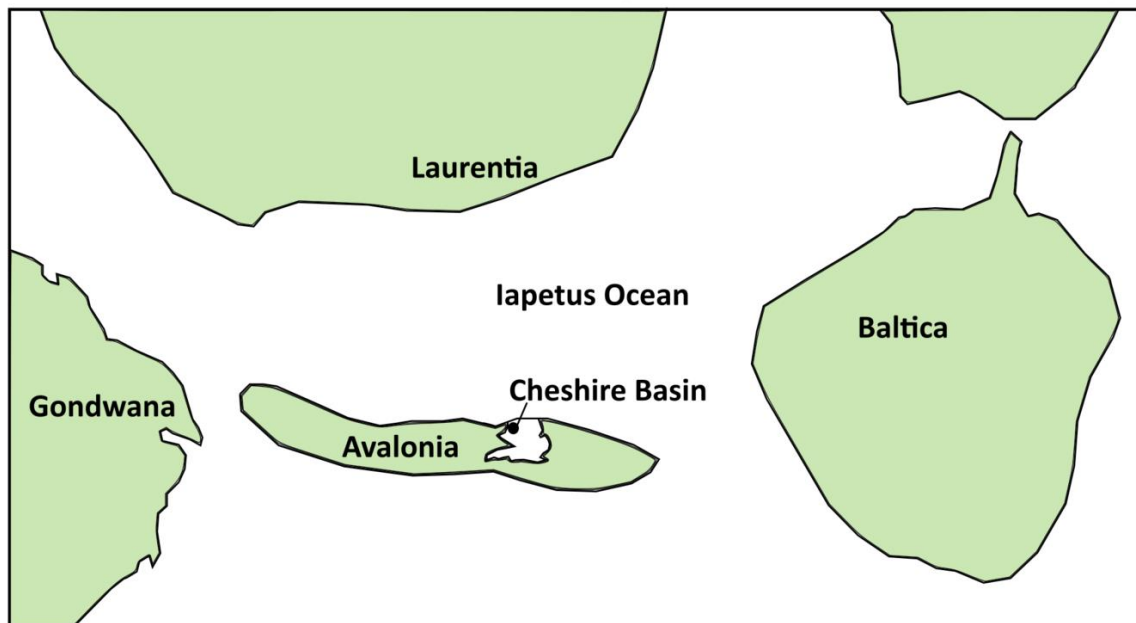 Laurentia
Iapetus Ocean
Baltica
Cheshire Basin
Gondwana
Avalonia